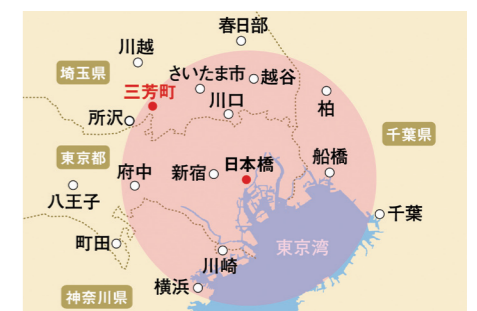 春日部
川越
埼玉県
さいたま市
越谷
三芳町
川口
柏
所沢
千葉県
東京都
府中
新宿
日本橋
船橋
八王子
千葉
町田
川崎
東京湾
横浜
神奈川県